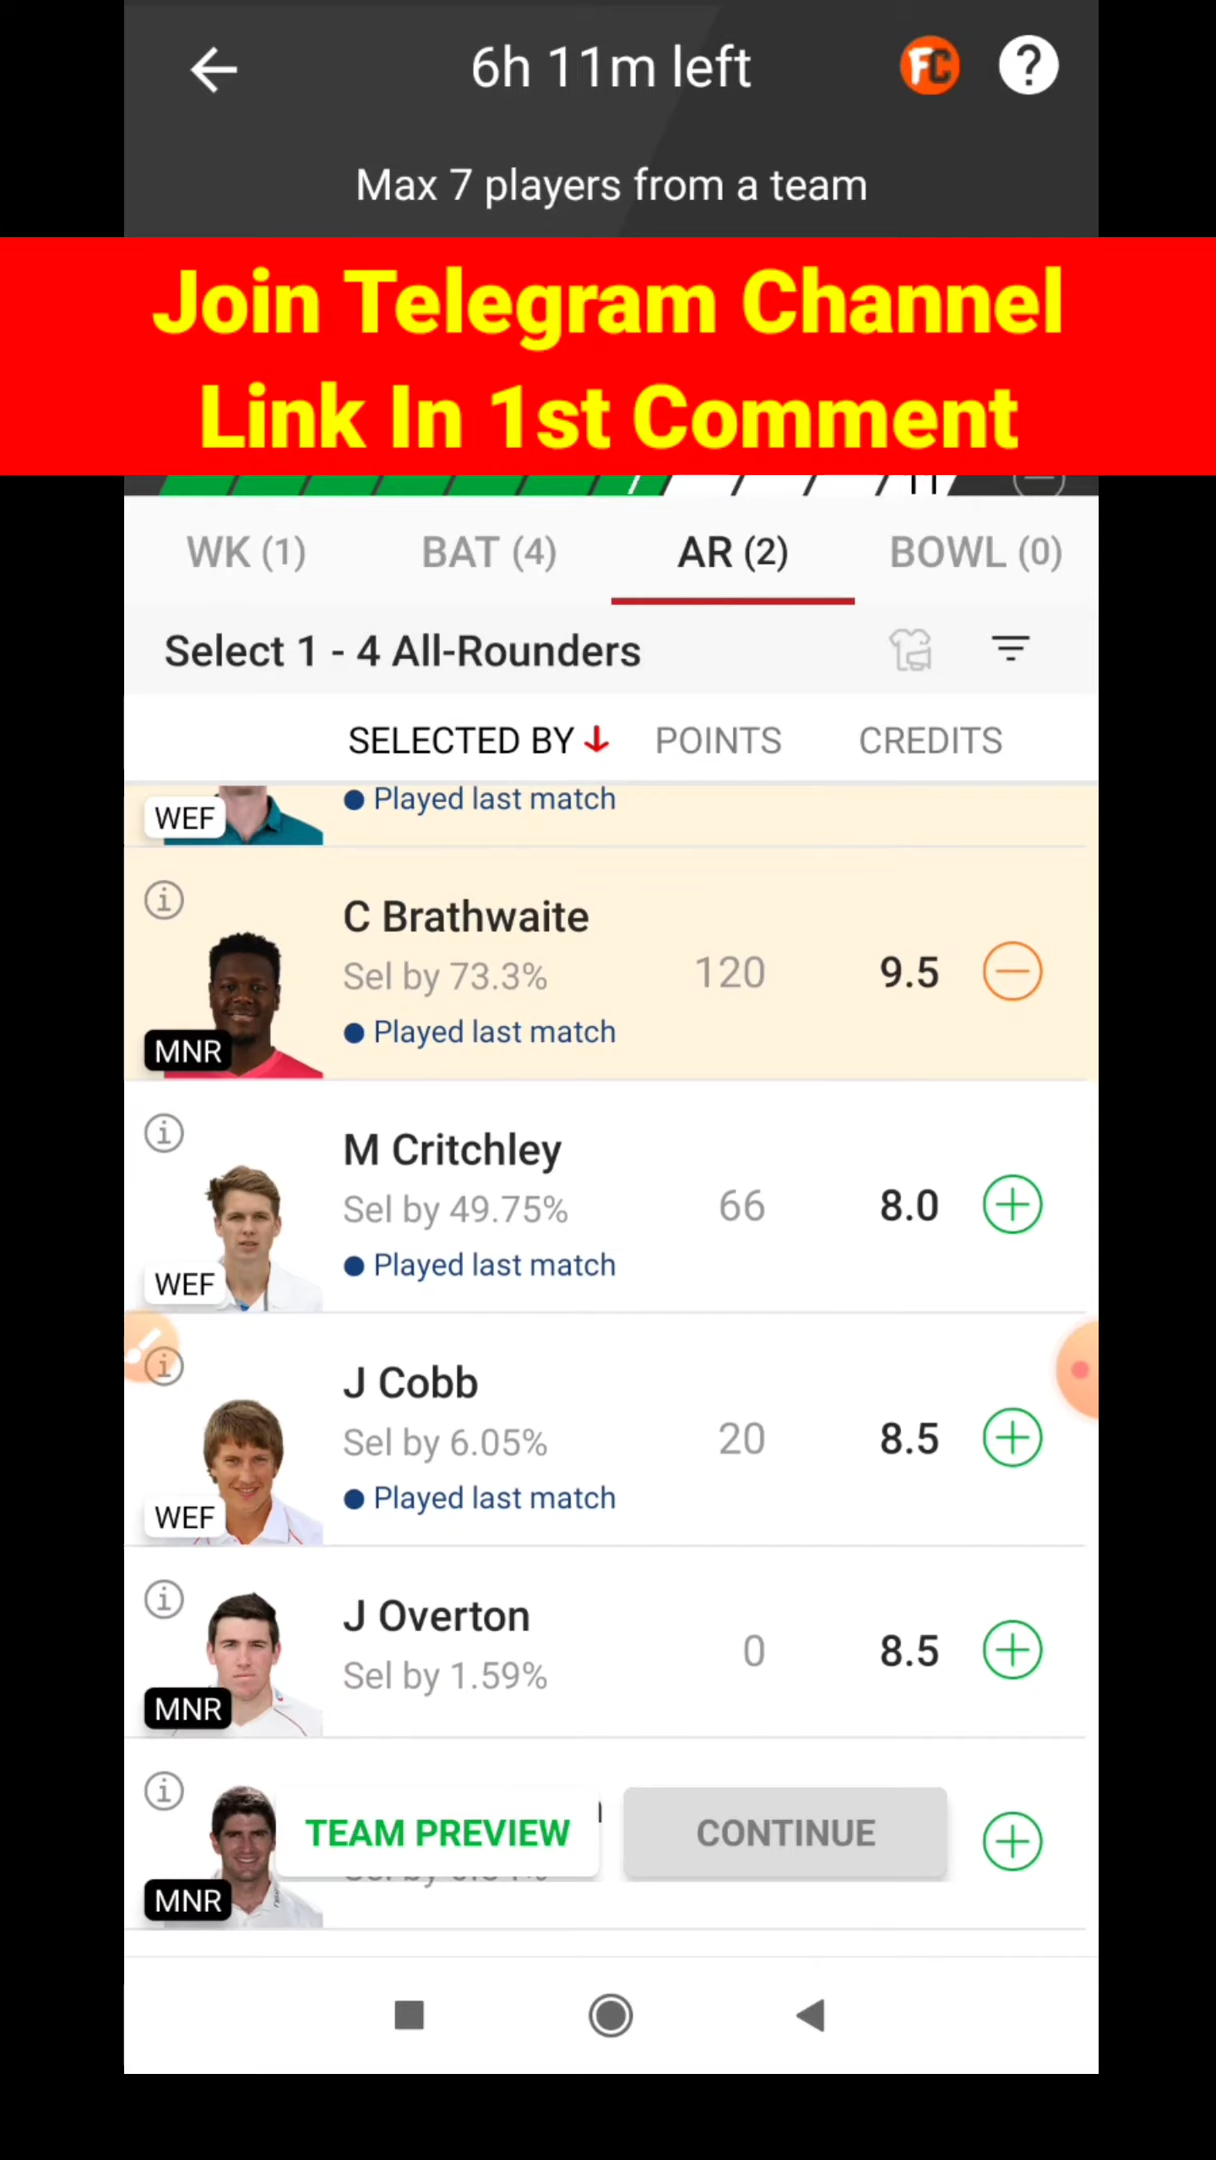 6h 11m left
FC
?
Max 7 players from a team
Join Telegram Channel
Link In 1st Comment
WK (1)
BAT (4)
AR (2)
BOWL (0)
Select 1 - 4 All-Rounders
SELECTED BY
POINTS
CREDITS
WEF
Played last match
C Brathwaite
Sel by 73.3%
120
9.5
Played last match
MNR
M Critchley
Sel by 49.75%
66
8.0
Played last match
WEF
J Cobb
Sel by 6.05%
20
8.5
Played last match
WEF
J Overton
Sel by 1.59%
0
8.5
MNR
TEAM PREVIEW
CONTINUE
MNR